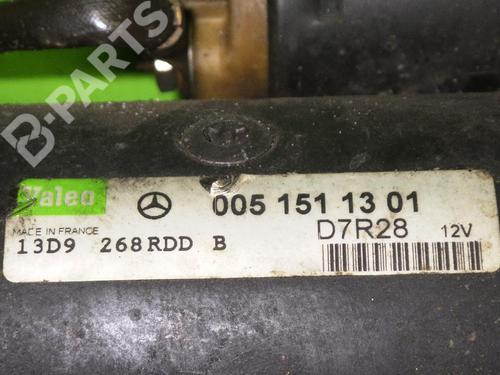 B-PARTS
Valeo
005 151 13 01
MADE IN FRANCE
D7R28 12V
13D9 268RDD B